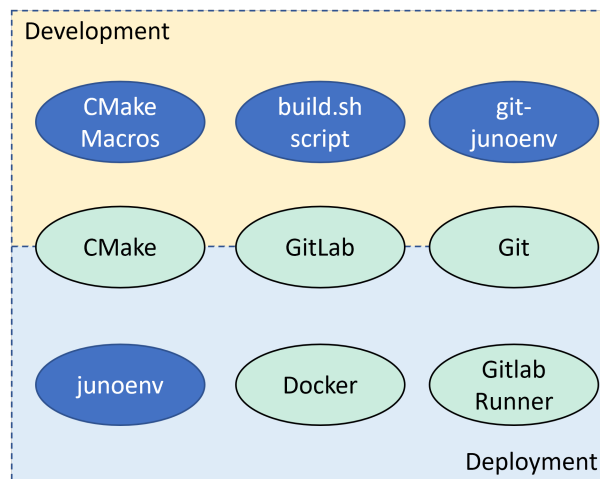 Development
CMake
Macros
build.sh
script
git-
junoenv
CMake
GitLab
Git
junoenv
Docker
Gitlab
Runner
Deployment